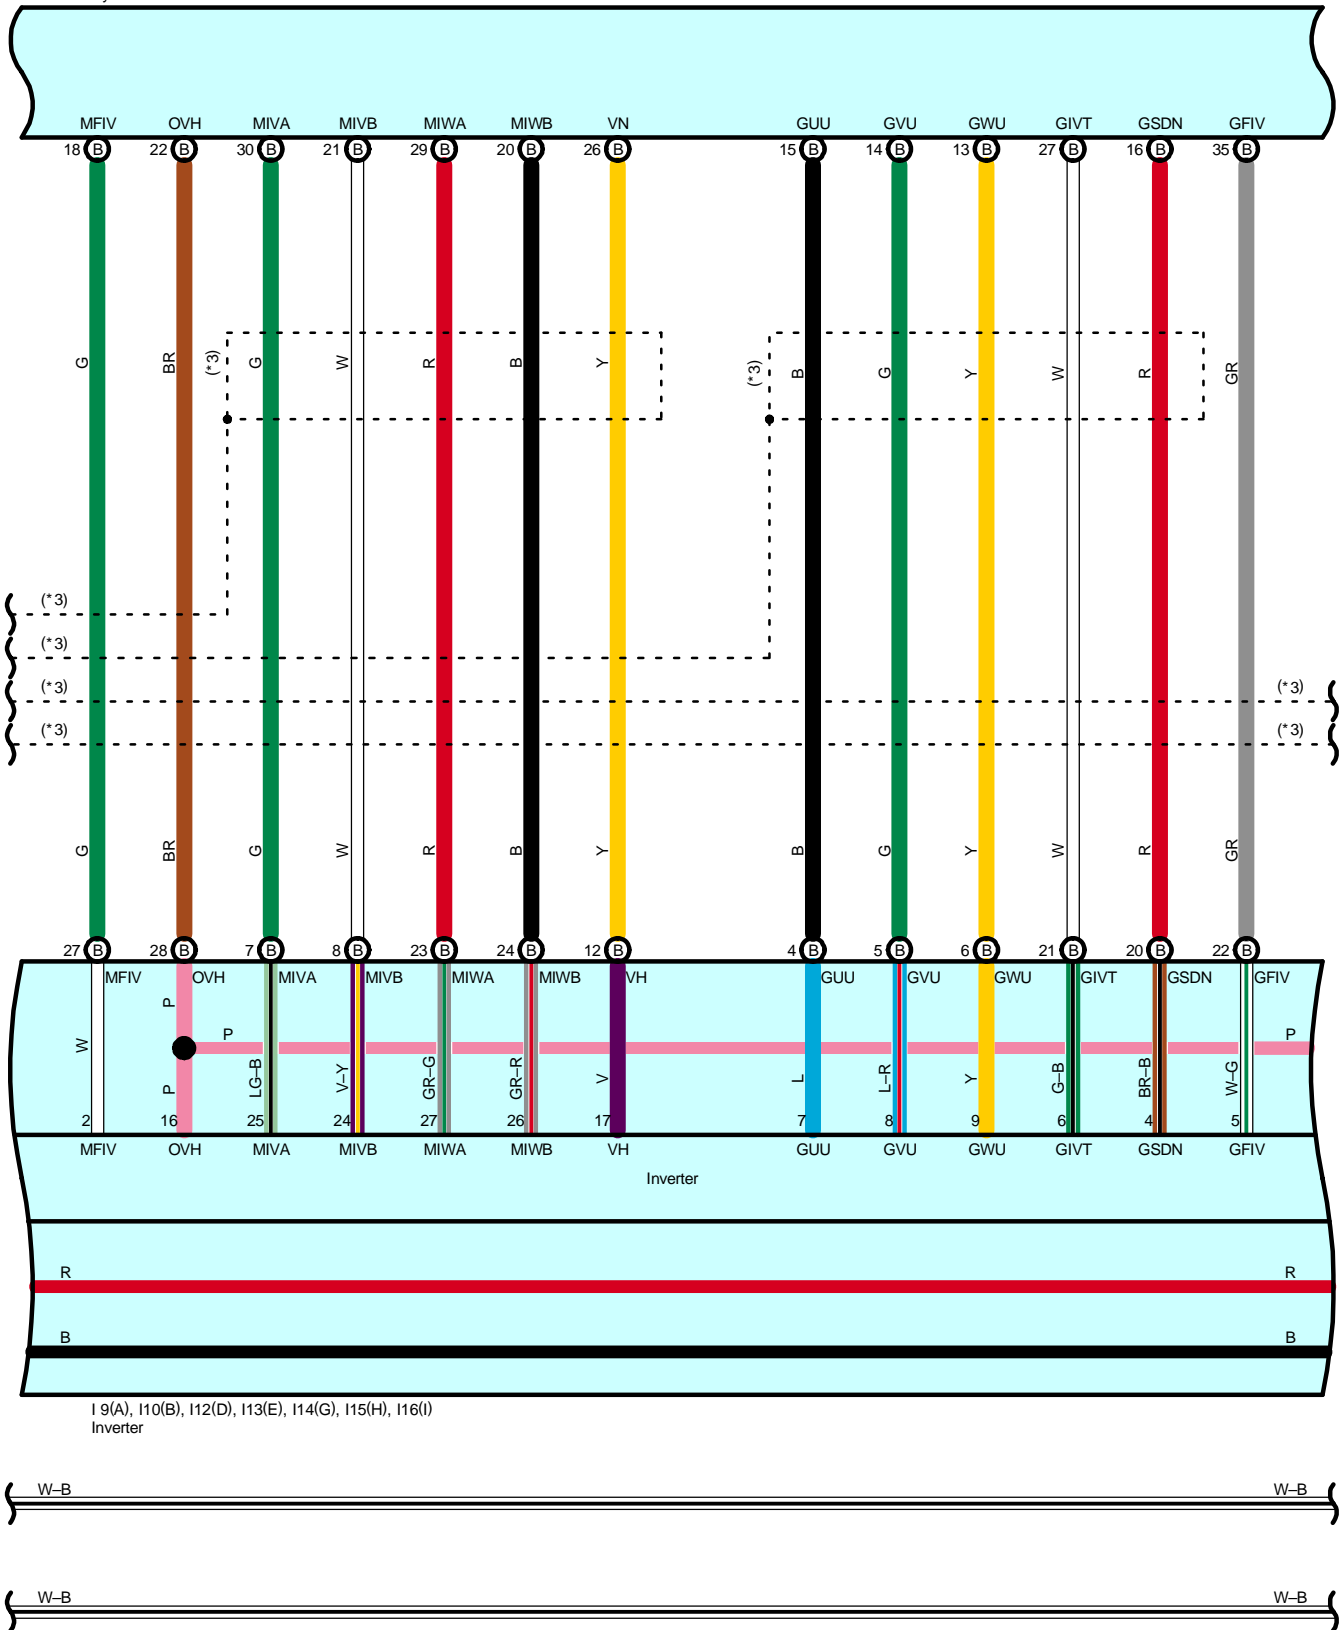 MFIV OVH MIVA MIVB MIWA MIWB VN GUU GVU GWU GIVT GSDN GFIV
18 B 22 B 30 B 21 B 29 B 20 B 26 B 15 B 14 B 13 B 27 B 16 B 35 B
G BR (*3) G W R B Y (*3) B G Y W R GR
(*3)
(*3)
(*3) (*3)
(*3) (*3)
G BR G W R B Y B G Y W R GR
27 B 28 B 7 B 8 B 23 B 24 B 12 B 4 B 5 B 6 B 21 B 20 B 22 B
MFIV OVH MIVA MIVB MIWA MIWB VH GUU GVU GWU GIVT GSDN GFIV
P
P P
W P LG–B V–Y GR–G GR–R V L L–R Y G–B BR–B W–G
2 16 25 24 27 26 17 7 8 9 6 4 5
MFIV OVH MIVA MIVB MIWA MIWB VH GUU GVU GWU GIVT GSDN GFIV
Inverter
R R
B B
I 9(A), I10(B), I12(D), I13(E), I14(G), I15(H), I16(I)
Inverter
W–B W–B
W–B W–B